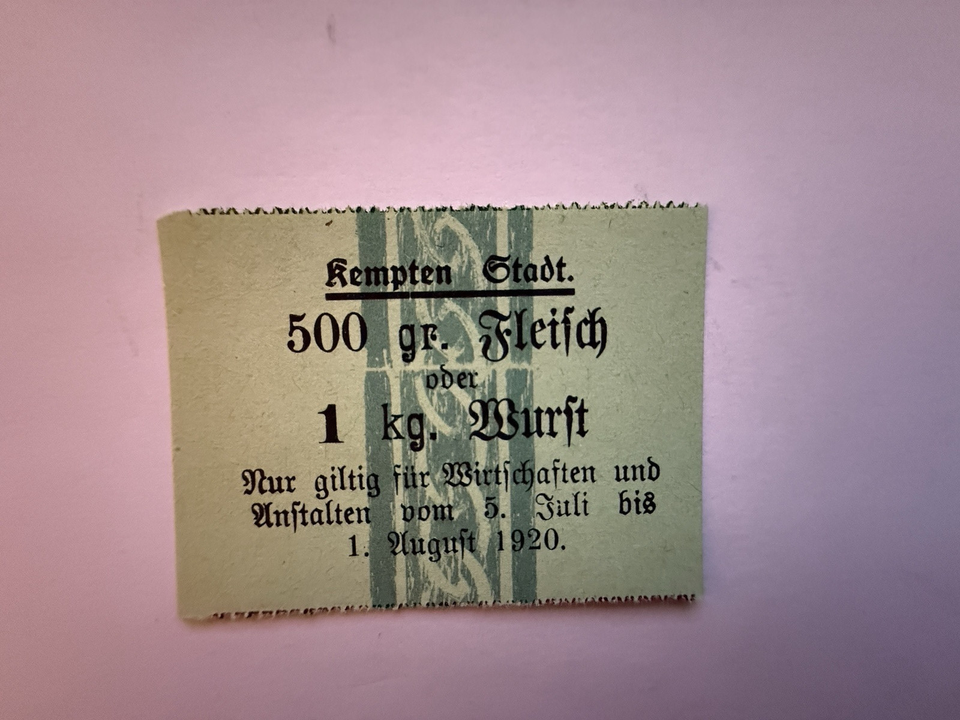 Kempten Stadt.
500 gr. Fleisch
oder
1 kg. Wurst
Nur giltig für Wirtschaften und
Anstalten vom 5. Juli bis
1. August 1920.